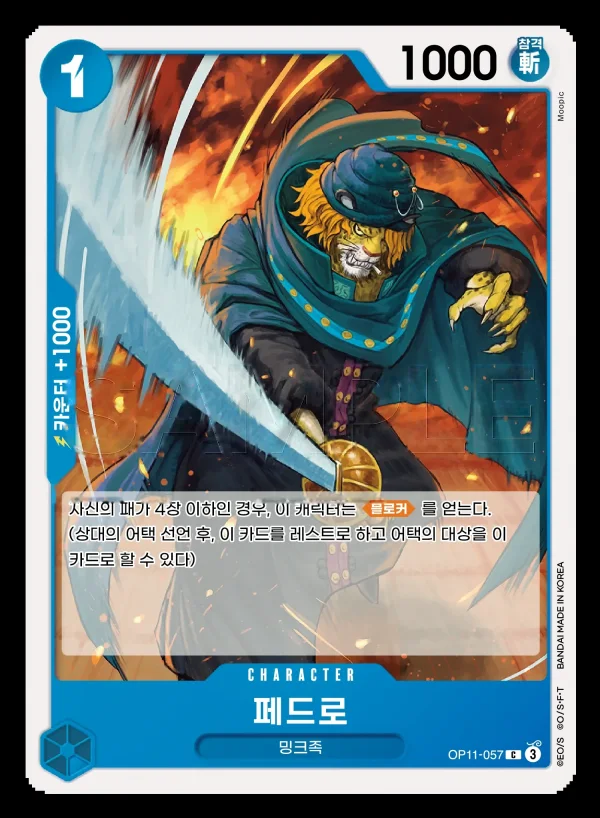 1
1000
참격
斬
Moopic
카운터 +1000
SAMPLE
자신의 패가 4장 이하인 경우, 이 캐릭터는 블로커 를 얻는다.
(상대의 어택 선언 후, 이 카드를 레스트로 하고 어택의 대상을 이
카드로 할 수 있다)
CHARACTER
페드로
밍크족
OP11-057 C 3
©EO/S ©O/S·F·T BANDAI MADE IN KOREA